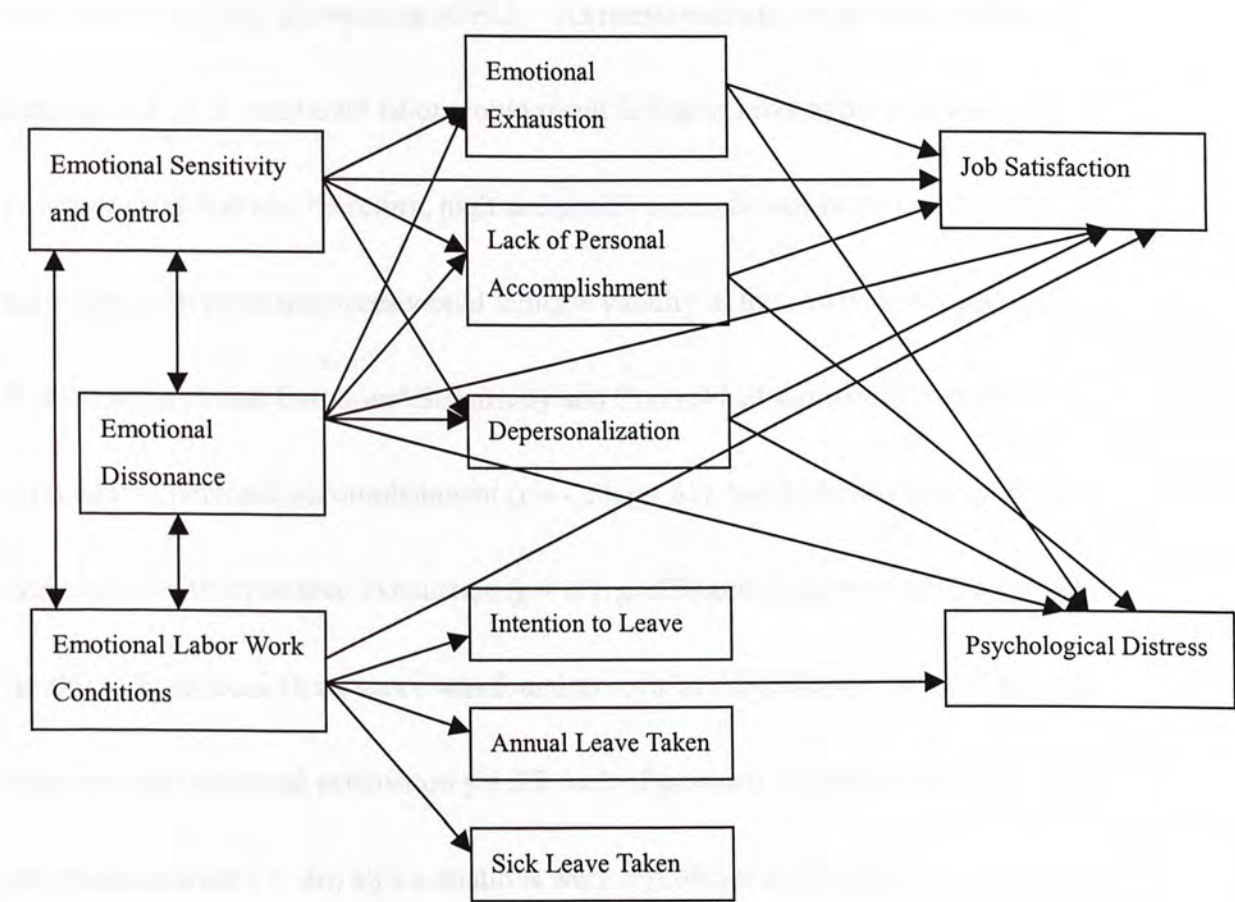 Emotional
Exhaustion
Emotional Sensitivity
and Control
Job Satisfaction
Lack of Personal
Accomplishment
Emotional
Dissonance
Depersonalization
Emotional Labor Work
Conditions
Intention to Leave
Psychological Distress
Annual Leave Taken
Sick Leave Taken